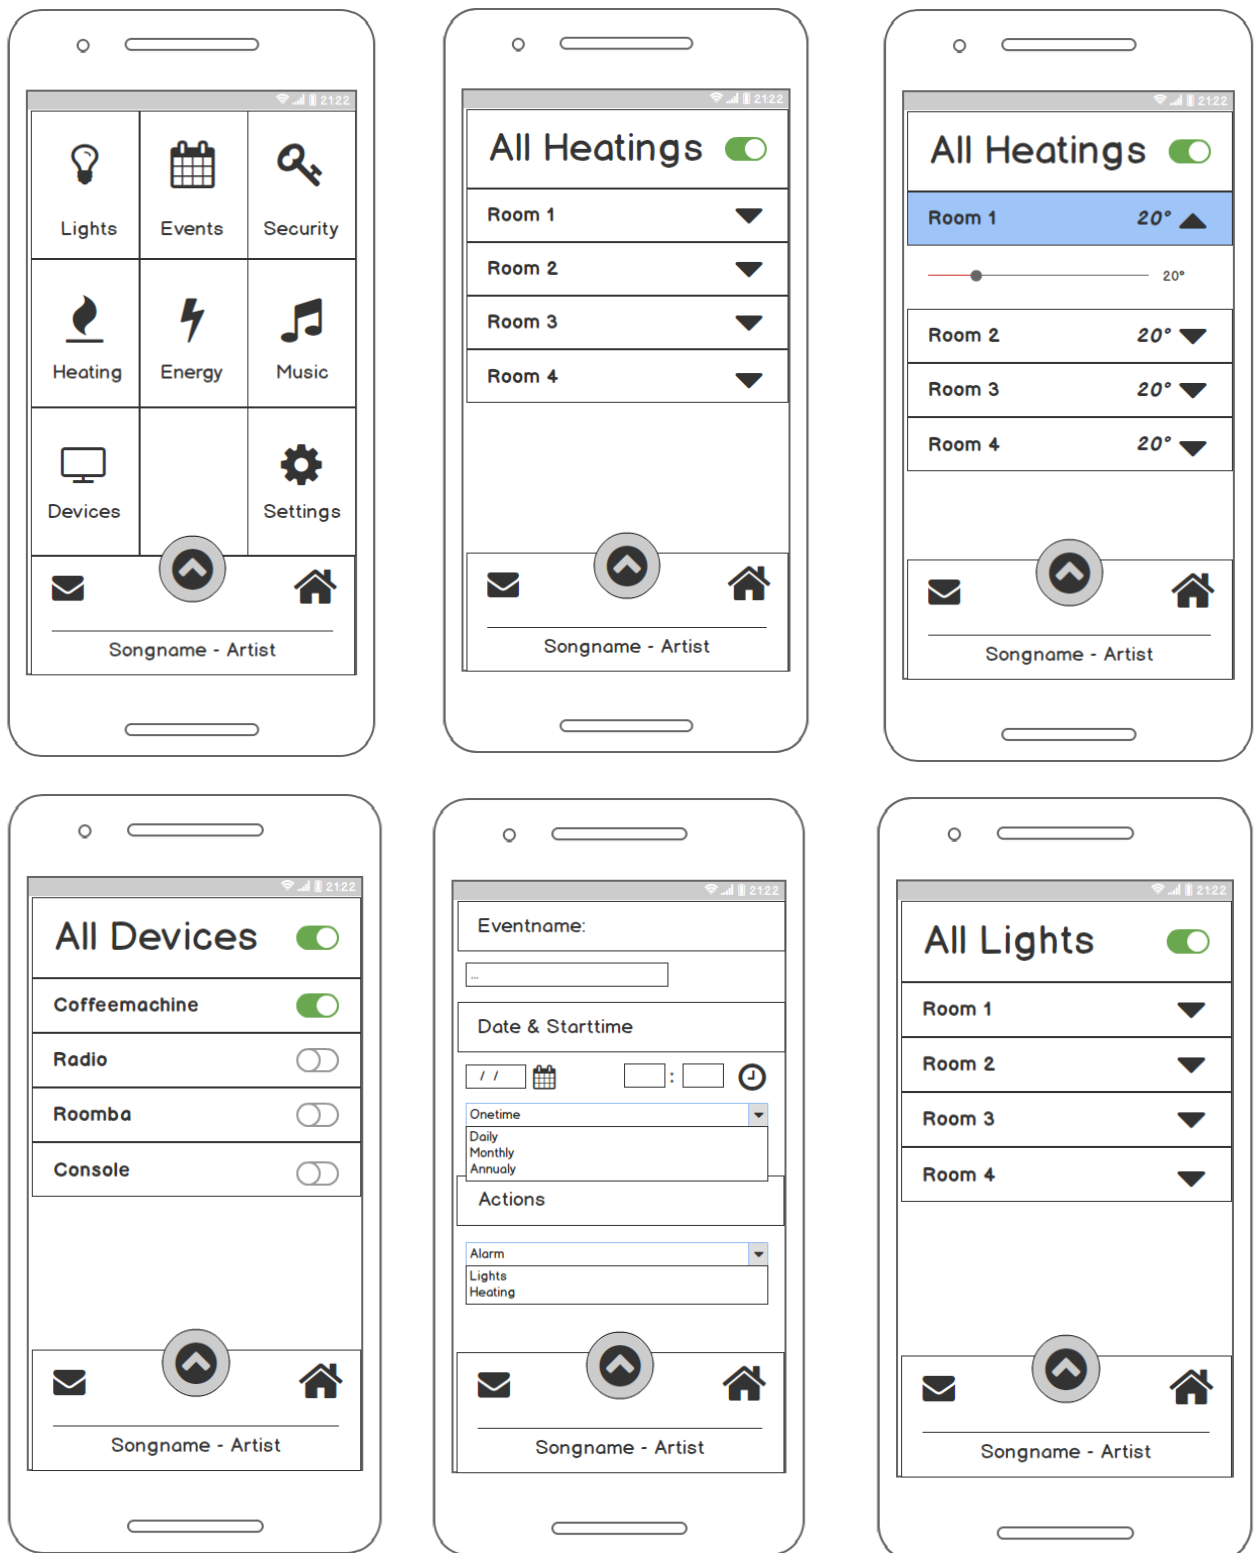 21:22
Lights Events Security
Heating Energy Music
Devices Settings
Songname - Artist
21:22
All Heatings
Room 1
Room 2
Room 3
Room 4
Songname - Artist
21:22
All Heatings
Room 1 20°
20°
Room 2 20°
Room 3 20°
Room 4 20°
Songname - Artist
21:22
All Devices
Coffeemachine
Radio
Roomba
Console
Songname - Artist
21:22
Eventname:
...
Date & Starttime
/ / :
Onetime
Daily
Monthly
Annualy
Actions
Alarm
Lights
Heating
Songname - Artist
21:22
All Lights
Room 1
Room 2
Room 3
Room 4
Songname - Artist